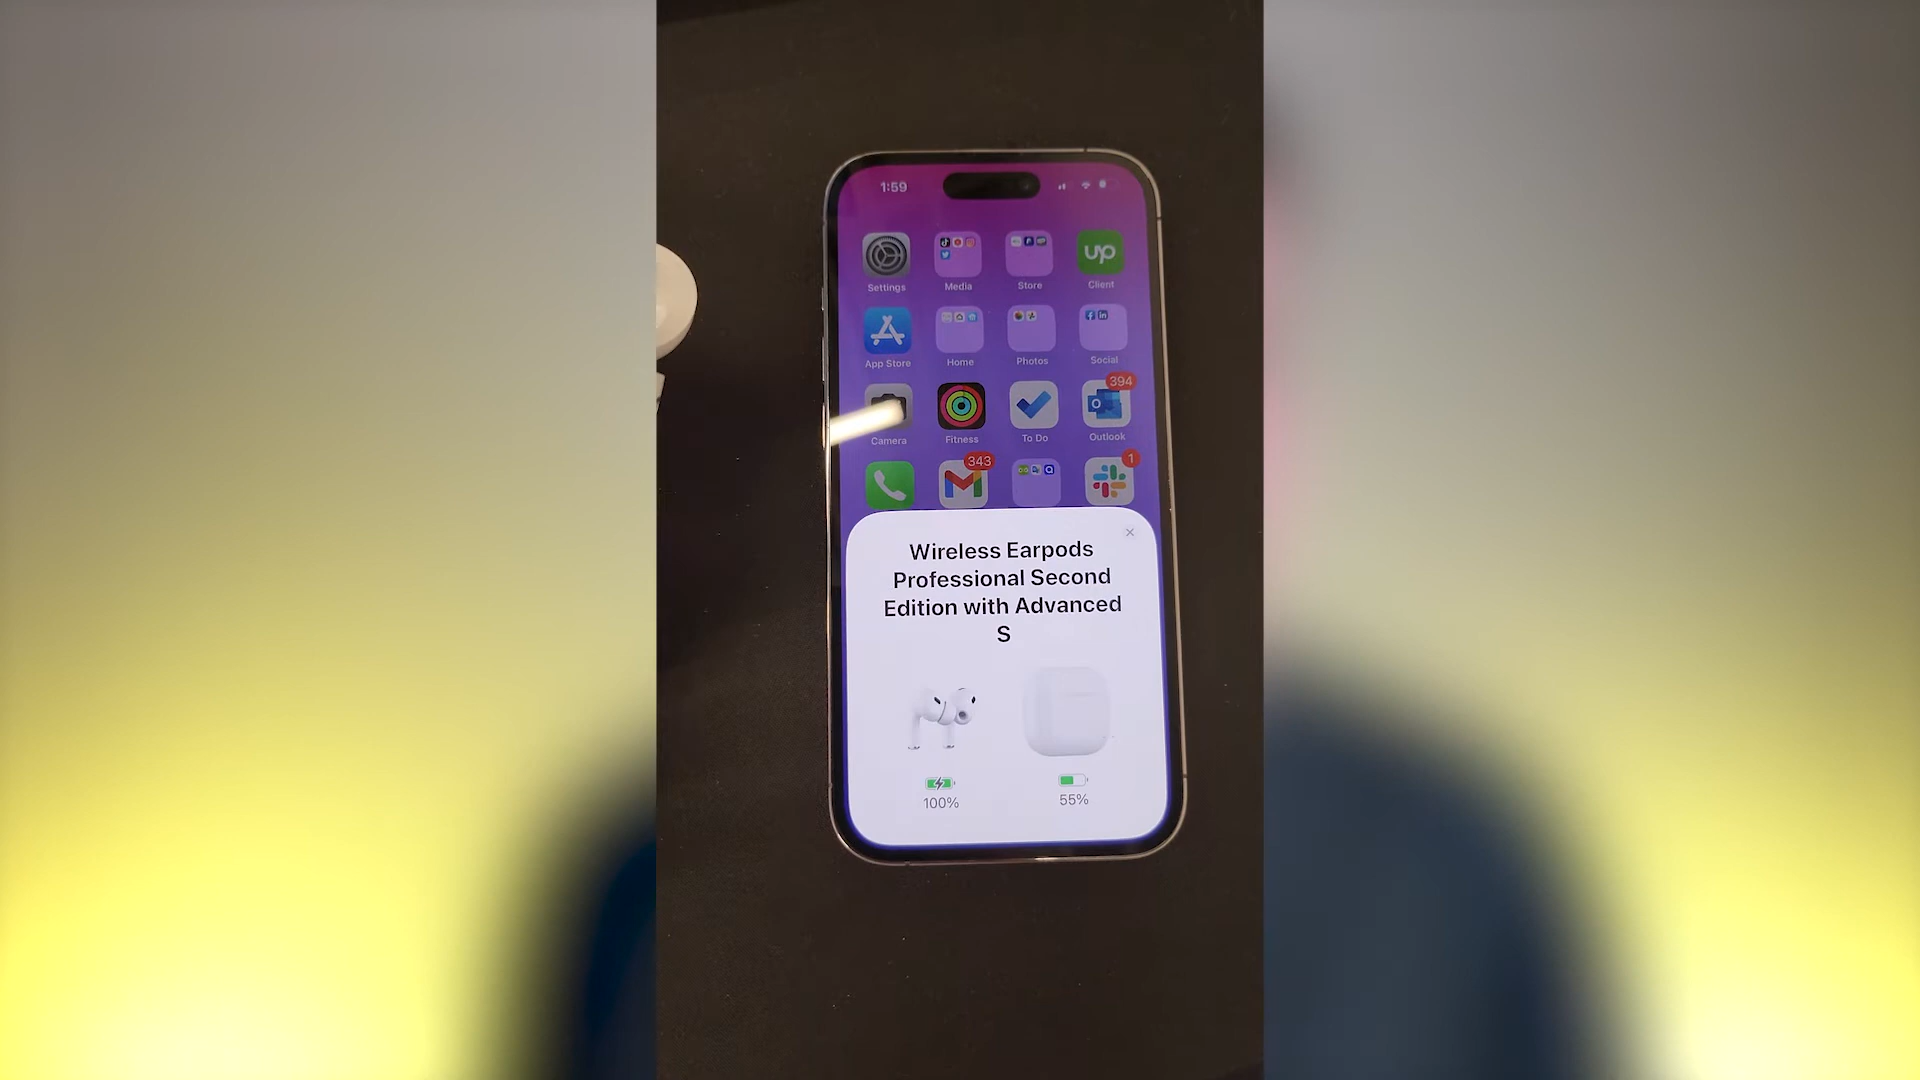 1:59
up
Settings
Media
Store
Client
App Store
Home
Photos
Social
394
Camera
Fitness
To Do
Outlook
343
1
Wireless Earpods
Professional Second
Edition with Advanced
S
100%
55%